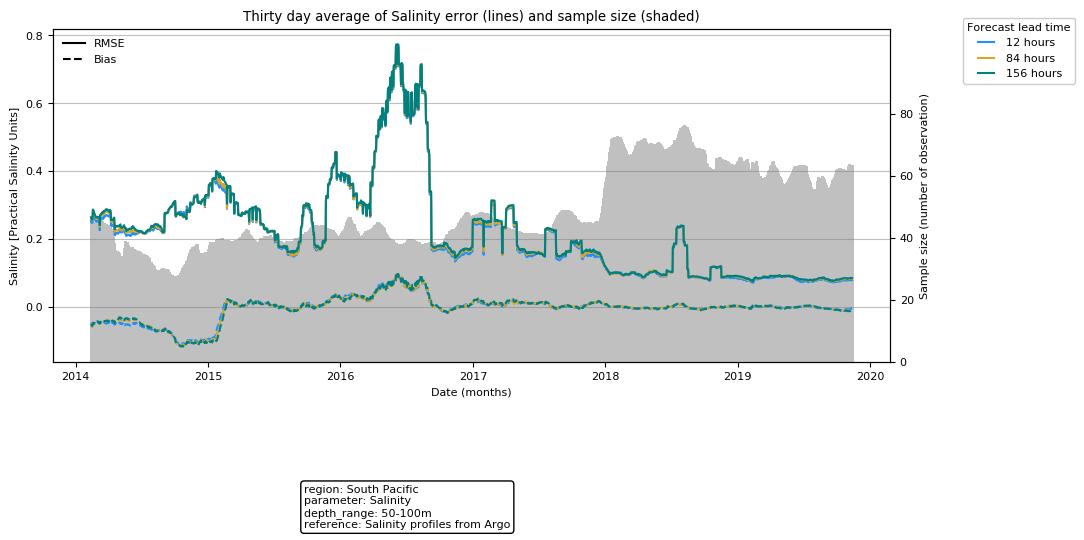 Thirty day average of Salinity error (lines) and sample size (shaded)
Forecast lead time
12 hours
84 hours
156 hours
RMSE
Bias
Salinity [Practical Salinity Units]
0.8
0.6
0.4
0.2
0.0
Sample size (number of observation)
80
60
40
20
0
2014 2015 2016 2017 2018 2019 2020
Date (months)
region: South Pacific
parameter: Salinity
depth_range: 50-100m
reference: Salinity profiles from Argo